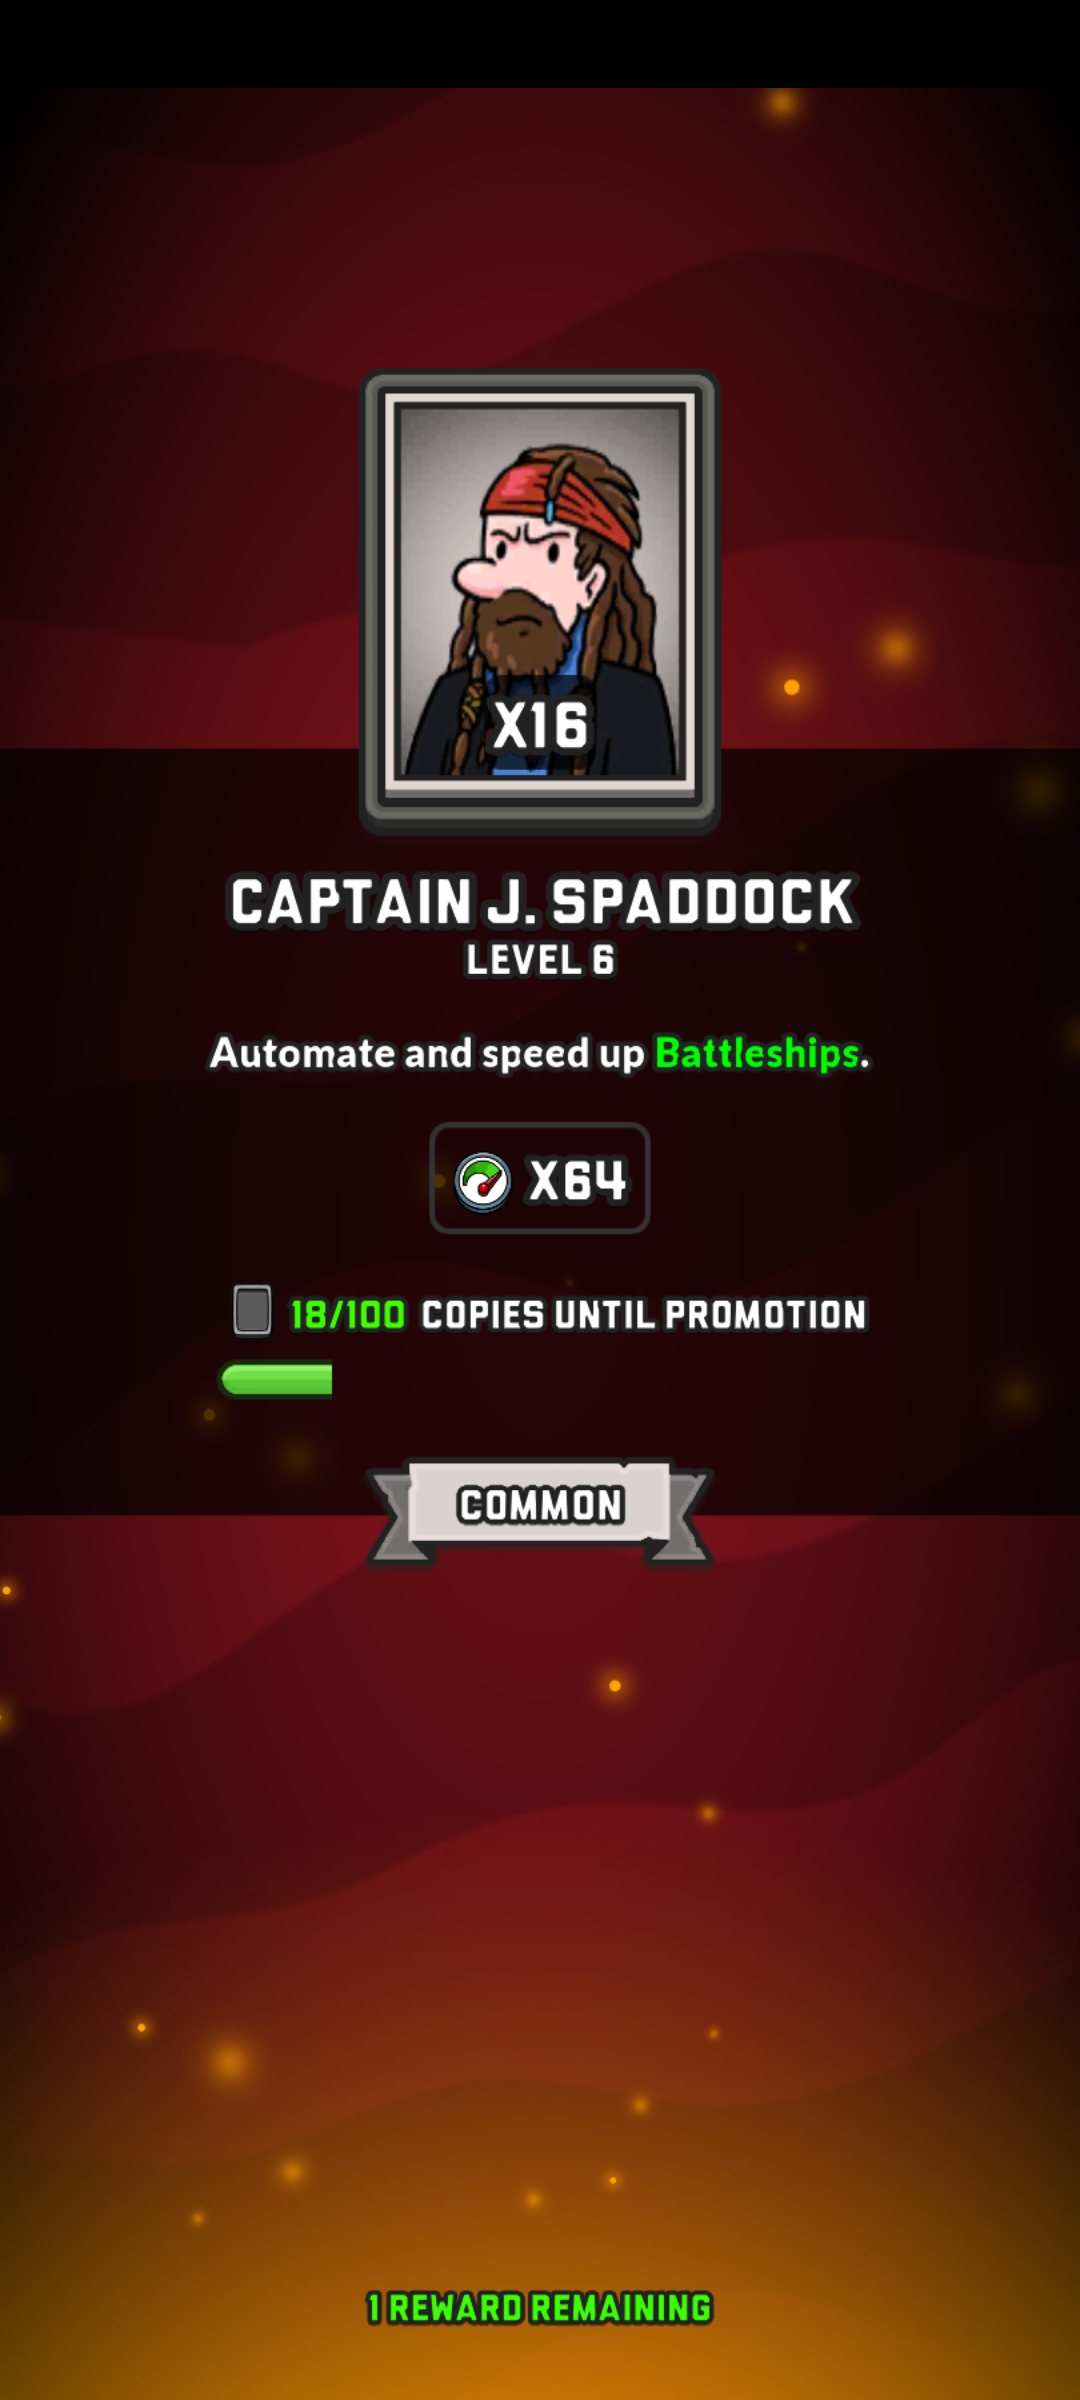 X16
CAPTAIN J. SPADDOCK
LEVEL 6
Automate and speed up Battleships.
X64
18/100 COPIES UNTIL PROMOTION
COMMON
1 REWARD REMAINING